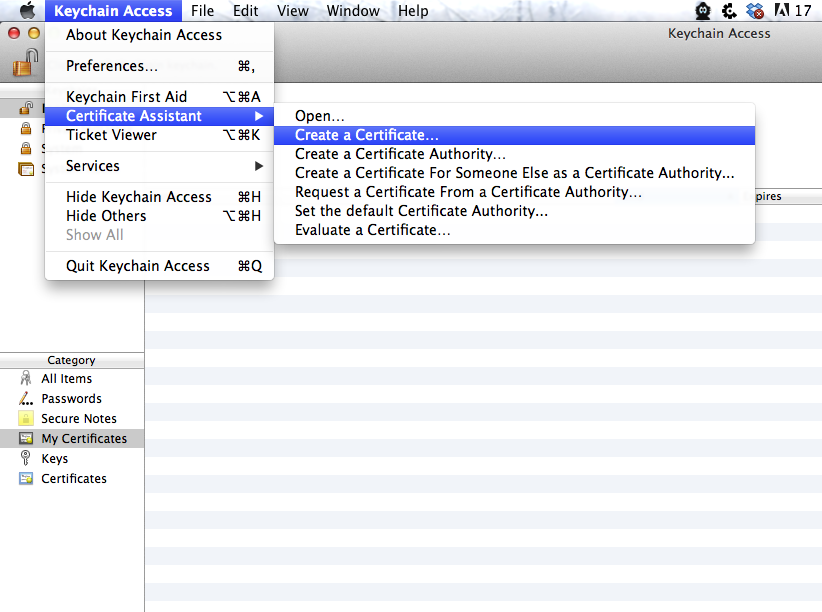 Keychain Access File Edit View Window Help 17
Keychain Access
About Keychain Access
Preferences... ⌘,
Keychain First Aid ⌥⌘A
Certificate Assistant ▶
Ticket Viewer ⌥⌘K
Services ▶
Hide Keychain Access ⌘H
Hide Others ⌥⌘H
Show All
Quit Keychain Access ⌘Q
Open...
Create a Certificate...
Create a Certificate Authority...
Create a Certificate For Someone Else as a Certificate Authority...
Request a Certificate From a Certificate Authority...
Set the default Certificate Authority...
Evaluate a Certificate...
pires
Category
All Items
Passwords
Secure Notes
My Certificates
Keys
Certificates